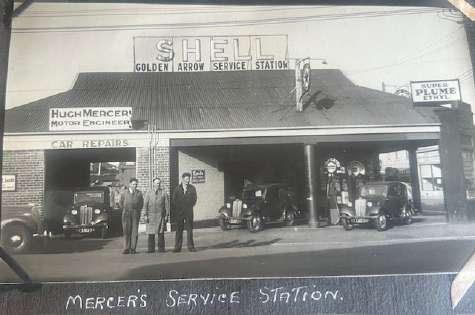 SHELL
GOLDEN ARROW SERVICE STATION
SUPER
PLUME
ETHYL
HUGH MERCER
MOTOR ENGINEER
CAR REPAIRS
MERCER'S SERVICE STATION.